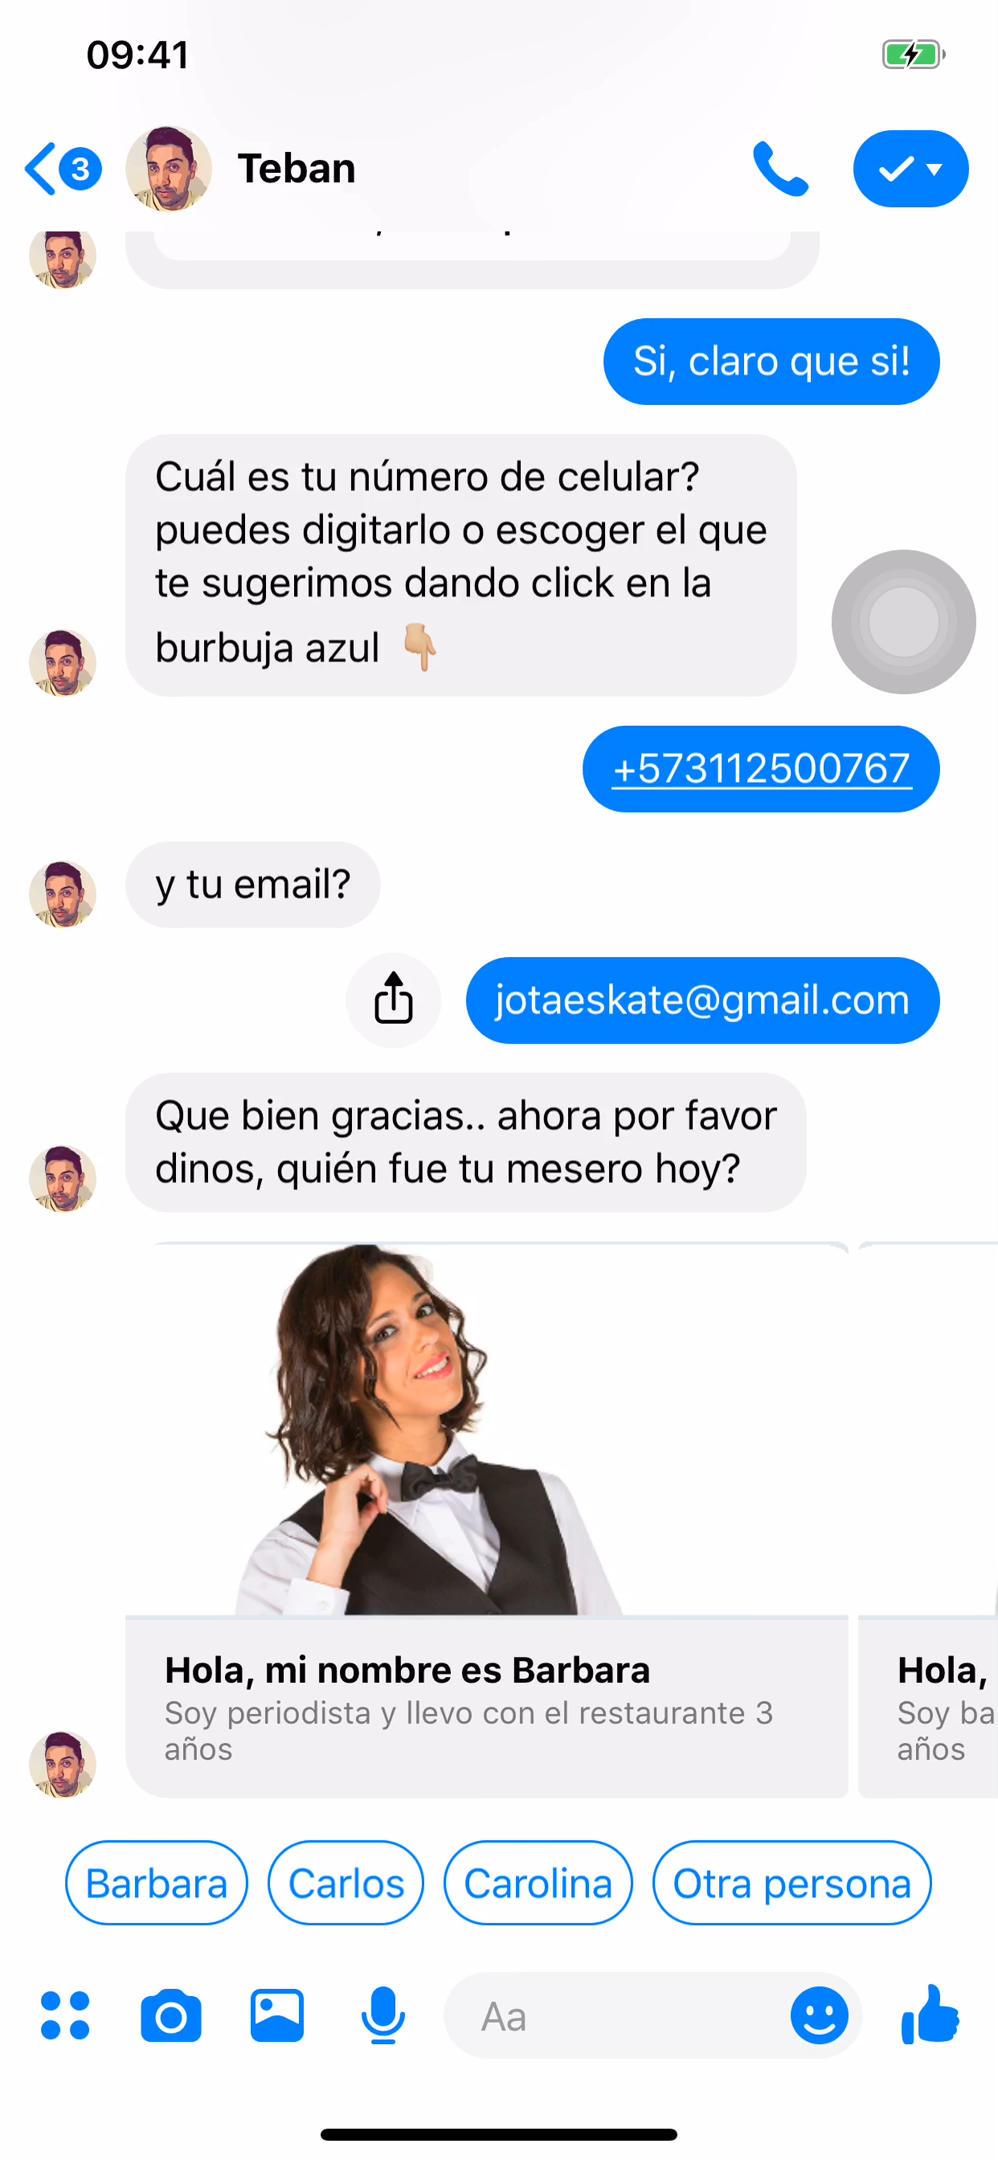 09:41
3
Teban
Si, claro que si!
Cuál es tu número de celular?
puedes digitarlo o escoger el que
te sugerimos dando click en la
burbuja azul 👇🏼
+573112500767
y tu email?
jotaeskate@gmail.com
Que bien gracias.. ahora por favor
dinos, quién fue tu mesero hoy?
Hola, mi nombre es Barbara
Soy periodista y llevo con el restaurante 3
años
Hola,
Soy ba
años
Barbara
Carlos
Carolina
Otra persona
Aa